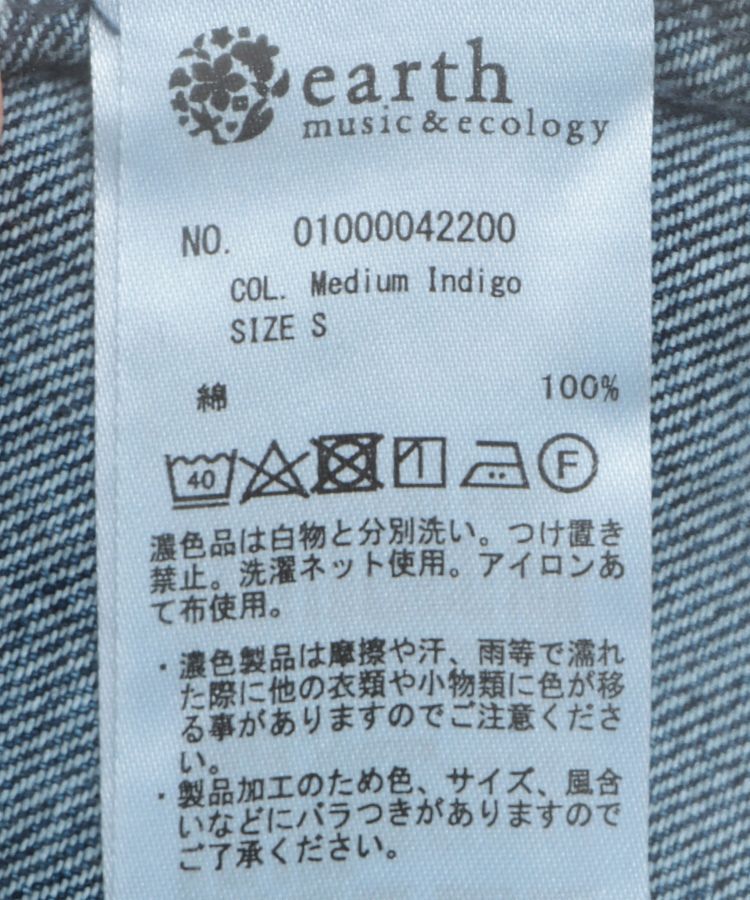 earth
music&ecology
NO. 01000042200
COL. Medium Indigo
SIZE S
綿 100%
40 F
濃色品は白物と分別洗い。つけ置き
禁止。洗濯ネット使用。アイロンあ
て布使用。
・濃色製品は摩擦や汗、雨等で濡れ
た際に他の衣類や小物類に色が移
る事がありますのでご注意くださ
い。
・製品加工のため色、サイズ、風合
いなどにバラつきがありますので
ご了承ください。